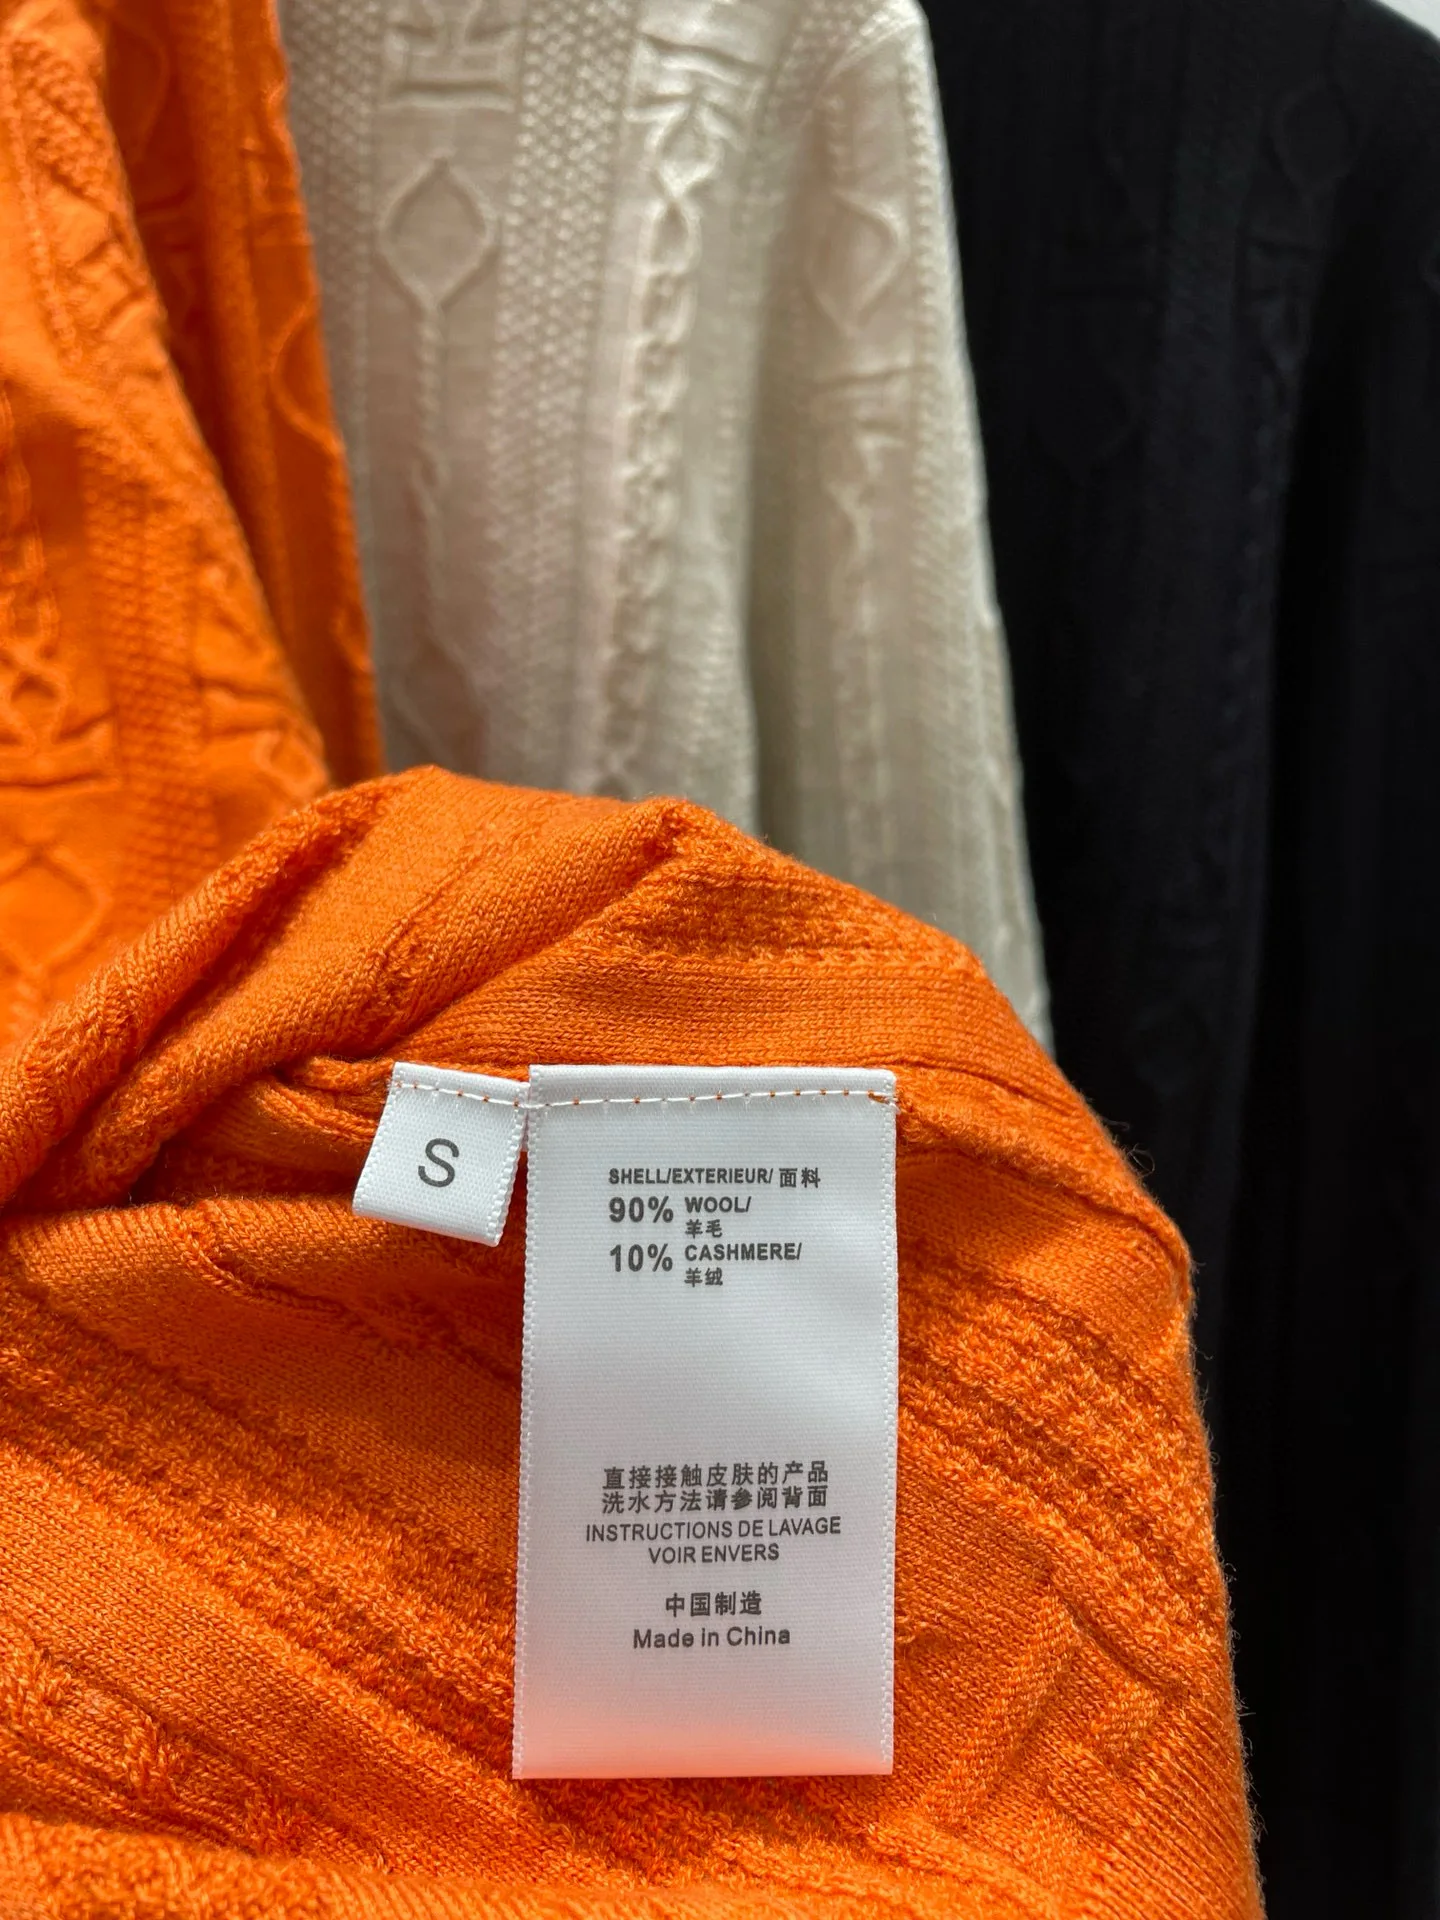 S
SHELL/EXTERIEUR/ 面料
90% WOOL/
羊毛
10% CASHMERE/
羊绒
直接接触皮肤的产品
洗水方法请参阅背面
INSTRUCTIONS DE LAVAGE
VOIR ENVERS
中国制造
Made in China